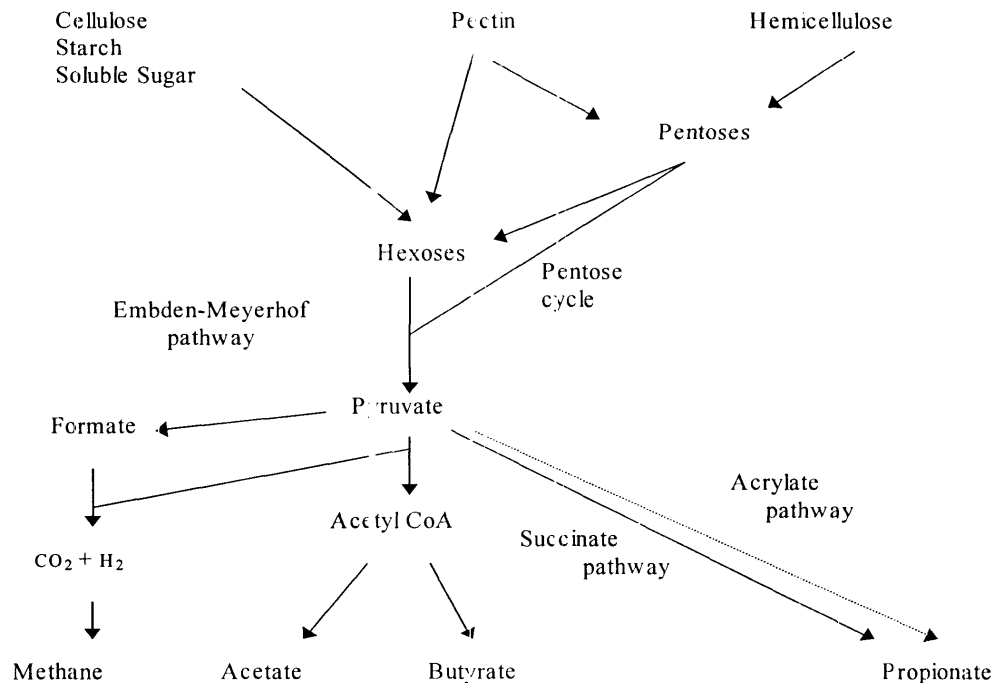 Cellulose
Starch
Soluble Sugar
Pectin
Hemicellulose
Pentoses
Hexoses
Pentose
cycle
Embden-Meyerhof
pathway
Pyruvate
Formate
Acrylate
pathway
Acetyl CoA
Succinate
pathway
CO₂ + H₂
Methane
Acetate
Butyrate
Propionate